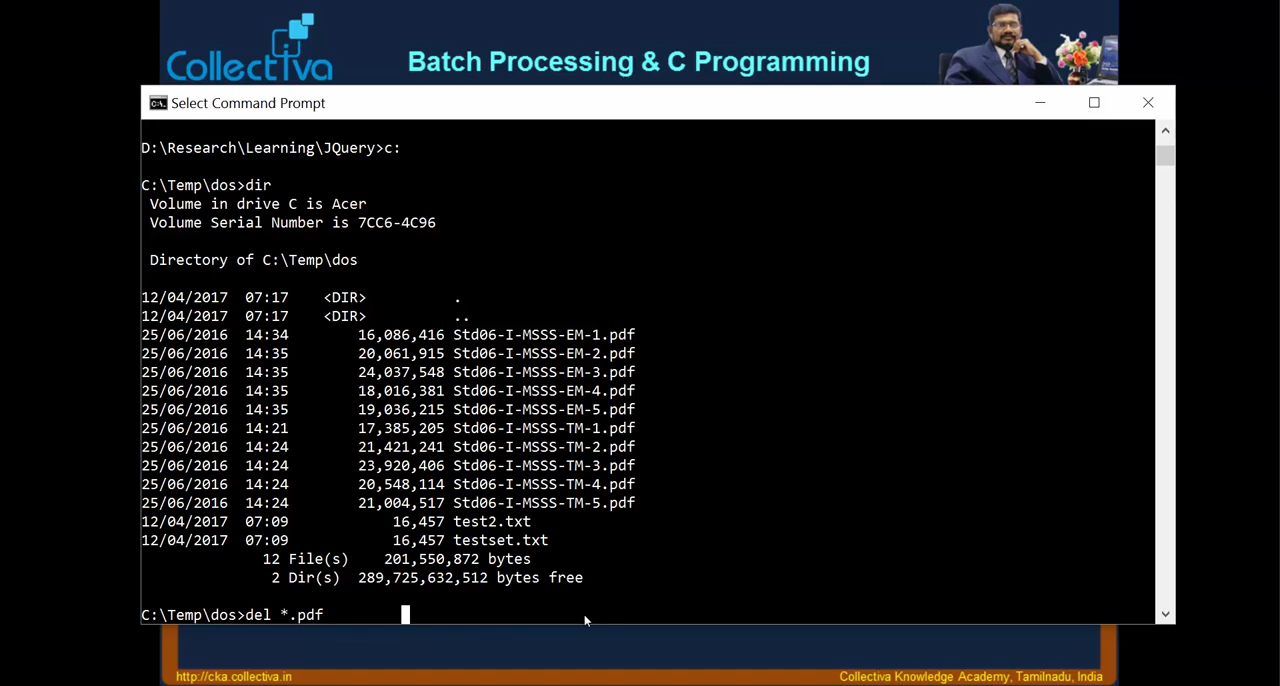 Collectiva
Batch Processing & C Programming
Select Command Prompt
D:\Research\Learning\JQuery>c:
C:\Temp\dos>dir
Volume in drive C is Acer
Volume Serial Number is 7CC6-4C96
Directory of C:\Temp\dos
12/04/2017  07:17    <DIR>          .
12/04/2017  07:17    <DIR>          ..
25/06/2016  14:34        16,086,416 Std06-I-MSSS-EM-1.pdf
25/06/2016  14:35        20,061,915 Std06-I-MSSS-EM-2.pdf
25/06/2016  14:35        24,037,548 Std06-I-MSSS-EM-3.pdf
25/06/2016  14:35        18,016,381 Std06-I-MSSS-EM-4.pdf
25/06/2016  14:35        19,036,215 Std06-I-MSSS-EM-5.pdf
25/06/2016  14:21        17,385,205 Std06-I-MSSS-TM-1.pdf
25/06/2016  14:24        21,421,241 Std06-I-MSSS-TM-2.pdf
25/06/2016  14:24        23,920,406 Std06-I-MSSS-TM-3.pdf
25/06/2016  14:24        20,548,114 Std06-I-MSSS-TM-4.pdf
25/06/2016  14:24        21,004,517 Std06-I-MSSS-TM-5.pdf
12/04/2017  07:09            16,457 test2.txt
12/04/2017  07:09            16,457 testset.txt
12 File(s)    201,550,872 bytes
2 Dir(s)  289,725,632,512 bytes free
C:\Temp\dos>del *.pdf
http://cka.collectiva.in
Collectiva Knowledge Academy, Tamilnadu, India